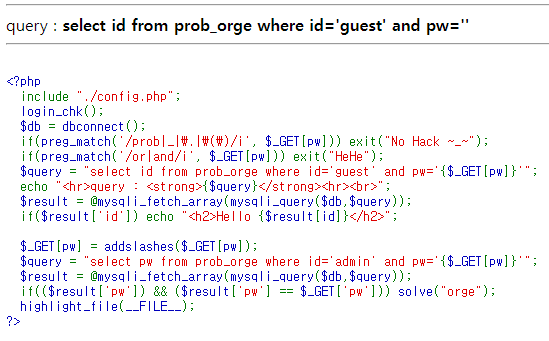 query : select id from prob_orge where id='guest' and pw=''
<?php
include "./config.php";
login_chk();
$db = dbconnect();
if(preg_match('/prob|_|₩.|₩(₩)/i', $_GET[pw])) exit("No Hack ~_~");
if(preg_match('/or|and/i', $_GET[pw])) exit("HeHe");
$query = "select id from prob_orge where id='guest' and pw='{$_GET[pw]}'";
echo "<hr>query : <strong>{$query}</strong><hr><br>";
$result = @mysqli_fetch_array(mysqli_query($db,$query));
if($result['id']) echo "<h2>Hello {$result[id]}</h2>";
$_GET[pw] = addslashes($_GET[pw]);
$query = "select pw from prob_orge where id='admin' and pw='{$_GET[pw]}'";
$result = @mysqli_fetch_array(mysqli_query($db,$query));
if(($result['pw']) && ($result['pw'] == $_GET['pw'])) solve("orge");
highlight_file(__FILE__);
?>